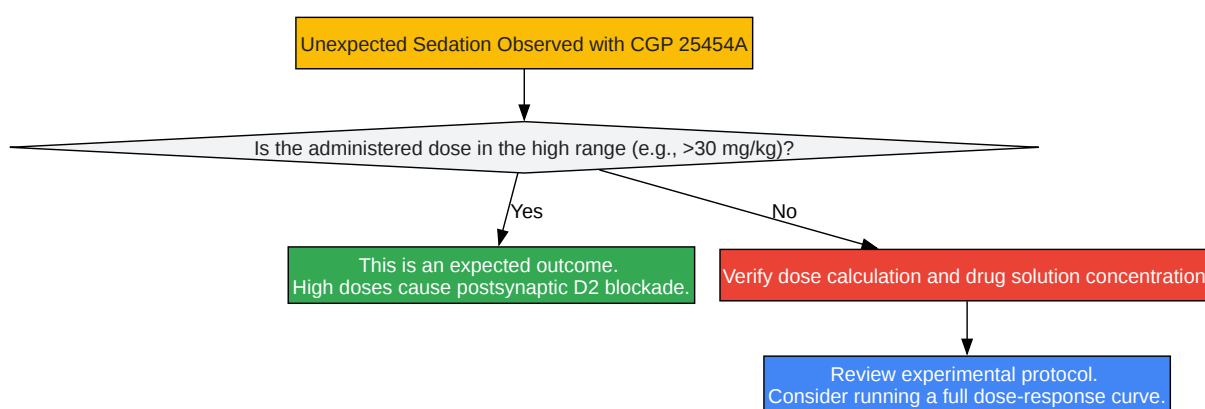 Unexpected Sedation Observed with CGP 25454A
Is the administered dose in the high range (e.g., >30 mg/kg)?
Yes
No
This is an expected outcome.
High doses cause postsynaptic D2 blockade.
Verify dose calculation and drug solution concentration
Review experimental protocol.
Consider running a full dose-response curve.